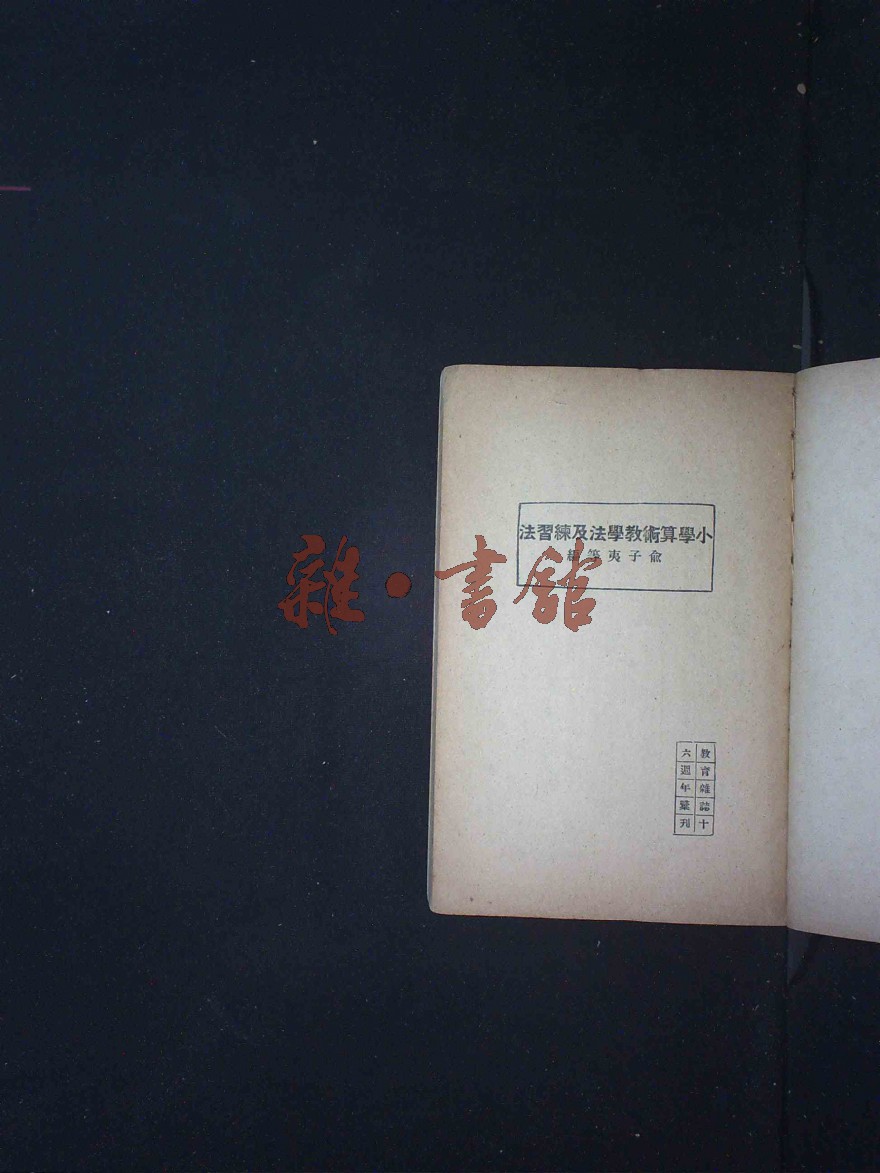 小學算術教學法及練習法
俞子夷等編
教育雜誌十
六週年彙刊
雜·書館